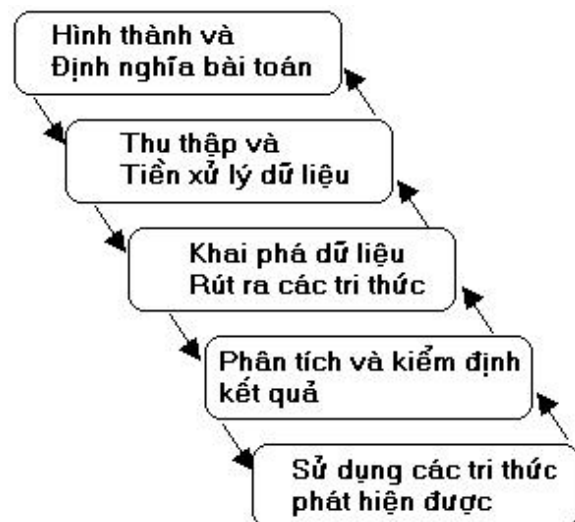 Hình thành và
Định nghĩa bài toán
Thu thập và
Tiền xử lý dữ liệu
Khai phá dữ liệu
Rút ra các tri thức
Phân tích và kiểm định
kết quả
Sử dụng các tri thức
phát hiện được